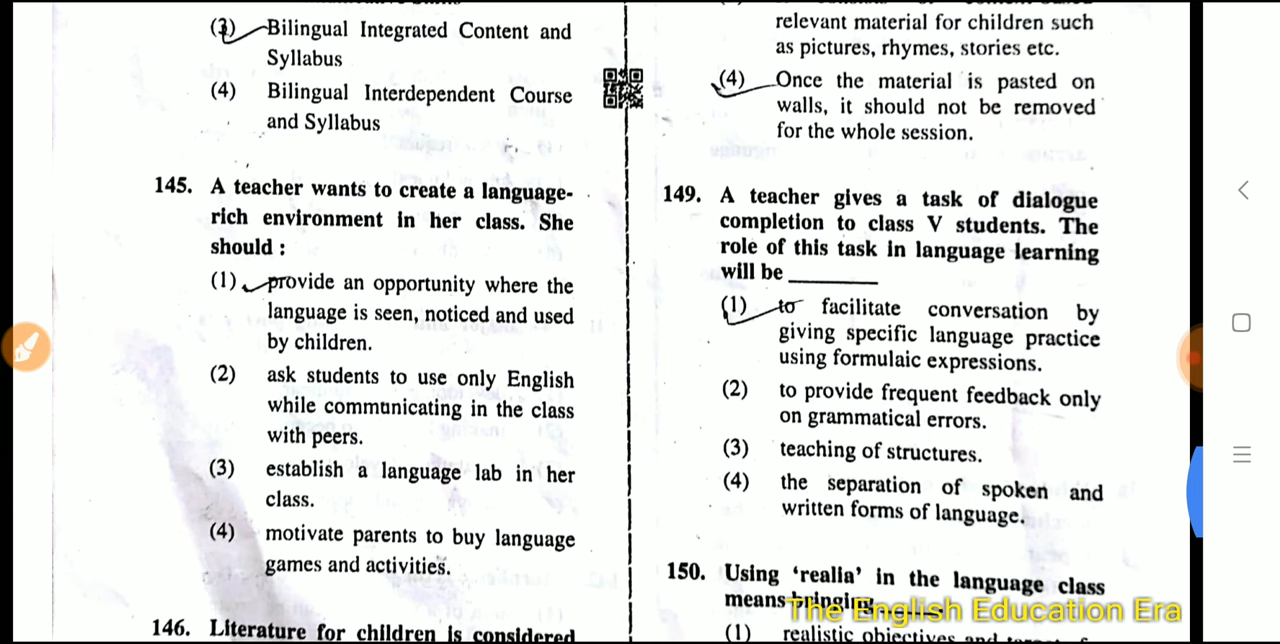 (3) Bilingual Integrated Content and
Syllabus
(4) Bilingual Interdependent Course
and Syllabus
145. A teacher wants to create a language-
rich environment in her class. She
should :
(1) provide an opportunity where the
language is seen, noticed and used
by children.
(2) ask students to use only English
while communicating in the class
with peers.
(3) establish a language lab in her
class.
(4) motivate parents to buy language
games and activities.
146. Literature for children is considered
relevant material for children such
as pictures, rhymes, stories etc.
(4) Once the material is pasted on
walls, it should not be removed
for the whole session.
149. A teacher gives a task of dialogue
completion to class V students. The
role of this task in language learning
will be
(1) to facilitate conversation by
giving specific language practice
using formulaic expressions.
(2) to provide frequent feedback only
on grammatical errors.
(3) teaching of structures.
(4) the separation of spoken and
written forms of language.
150. Using 'realia' in the language class
means bringing
The English Education Era
(1) realistic objectives and